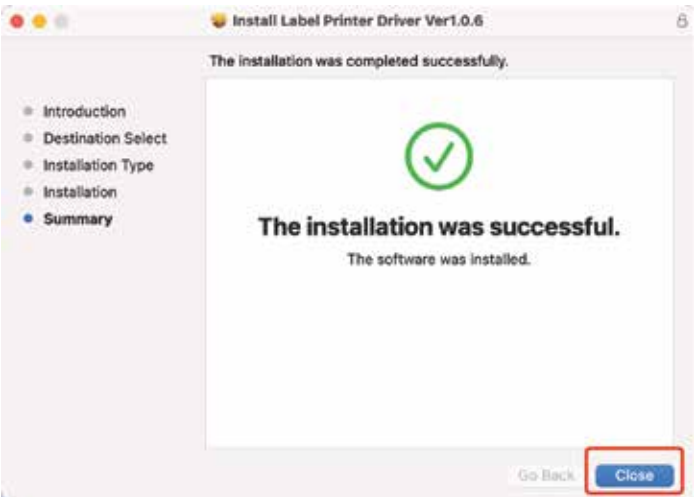 Install Label Printer Driver Ver1.0.6
The installation was completed successfully.
Introduction
Destination Select
Installation Type
Installation
Summary
The installation was successful.
The software was installed.
Go Back
Close